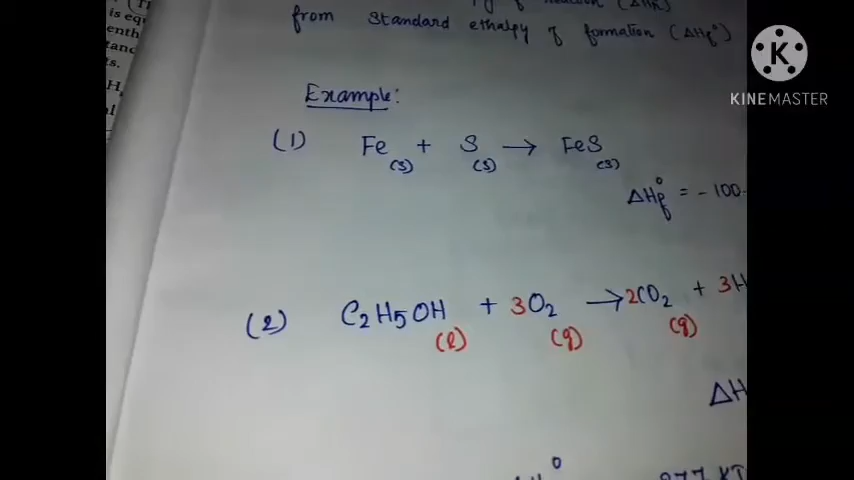 from Standard ethalpy of formation (ΔHf°)
Example:
(1) Fe(s) + S(s) → FeS(s)
ΔHf° = -100
(2) C2H5OH(l) + 3O2(g) → 2CO2(g) + 3H
ΔH
KINEMASTER